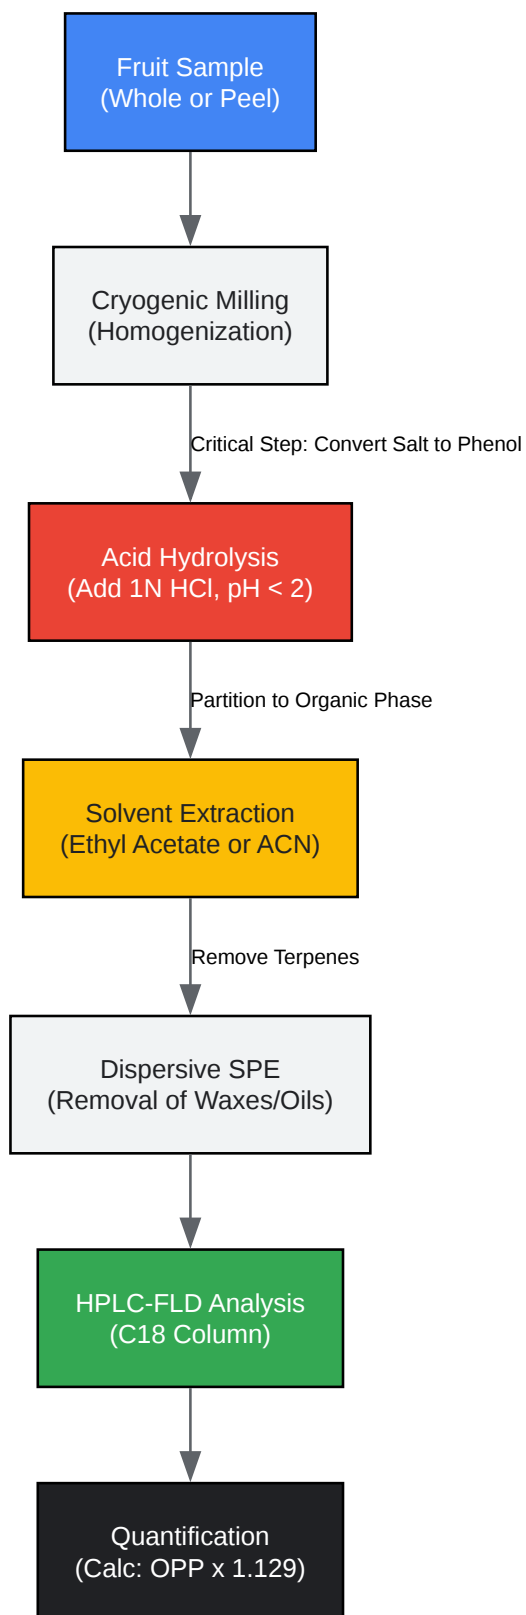 Fruit Sample
(Whole or Peel)
Cryogenic Milling
(Homogenization)
Critical Step: Convert Salt to Phenol
Acid Hydrolysis
(Add 1N HCl, pH < 2)
Partition to Organic Phase
Solvent Extraction
(Ethyl Acetate or ACN)
Remove Terpenes
Dispersive SPE
(Removal of Waxes/Oils)
HPLC-FLD Analysis
(C18 Column)
Quantification
(Calc: OPP x 1.129)